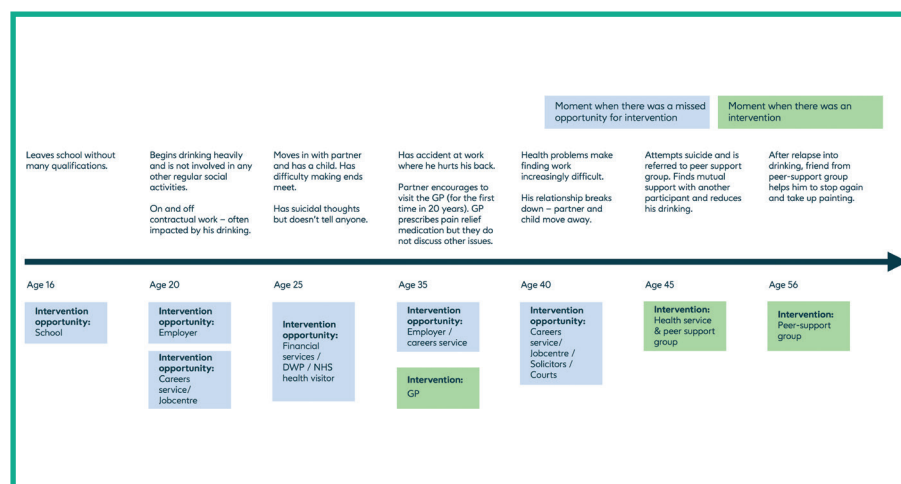 Moment when there was a missed
opportunity for intervention
Moment when there was an
intervention
Leaves school without
many qualifications.
Begins drinking heavily
and is not involved in any
other regular social
activities.
On and off
contractual work – often
impacted by his drinking.
Moves in with partner
and has a child. Has
difficulty making ends
meet.
Has suicidal thoughts
but doesn't tell anyone.
Has accident at work
where he hurts his back.
Partner encourages to
visit the GP (for the first
time in 20 years). GP
prescribes pain relief
medication but they do
not discuss other issues.
Health problems make
finding work
increasingly difficult.
His relationship breaks
down – partner and
child move away.
Attempts suicide and is
referred to peer support
group. Finds mutual
support with another
participant and reduces
his drinking.
After relapse into
drinking, friend from
peer-support group
helps him to stop again
and take up painting.
Age 16
Age 20
Age 25
Age 35
Age 40
Age 45
Age 56
Intervention
opportunity:
School
Intervention
opportunity:
Employer
Intervention
opportunity:
Careers
service/
Jobcentre
Intervention
opportunity:
Financial
services /
DWP / NHS
health visitor
Intervention
opportunity:
Employer /
careers service
Intervention:
GP
Intervention
opportunity:
Careers
service/
Jobcentre /
Solicitors /
Courts
Intervention:
Health service
& peer support
group
Intervention:
Peer-support
group